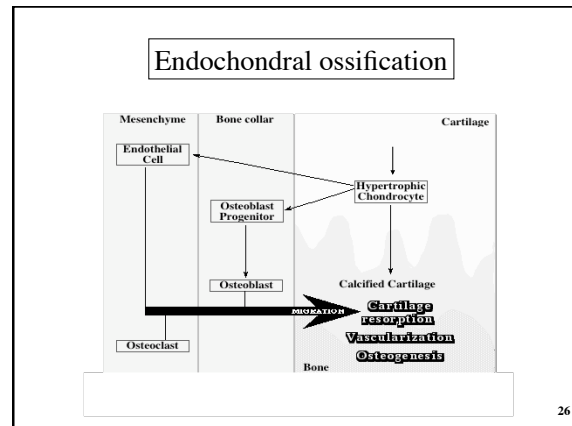 Endochondral ossification
Mesenchyme
Bone collar
Cartilage
Endothelial
Cell
Hypertrophic
Chondrocyte
Osteoblast
Progenitor
Osteoblast
Calcified Cartilage
MIGRATION
Cartilage
resorption
Vascularization
Osteogenesis
Osteoclast
Bone
26